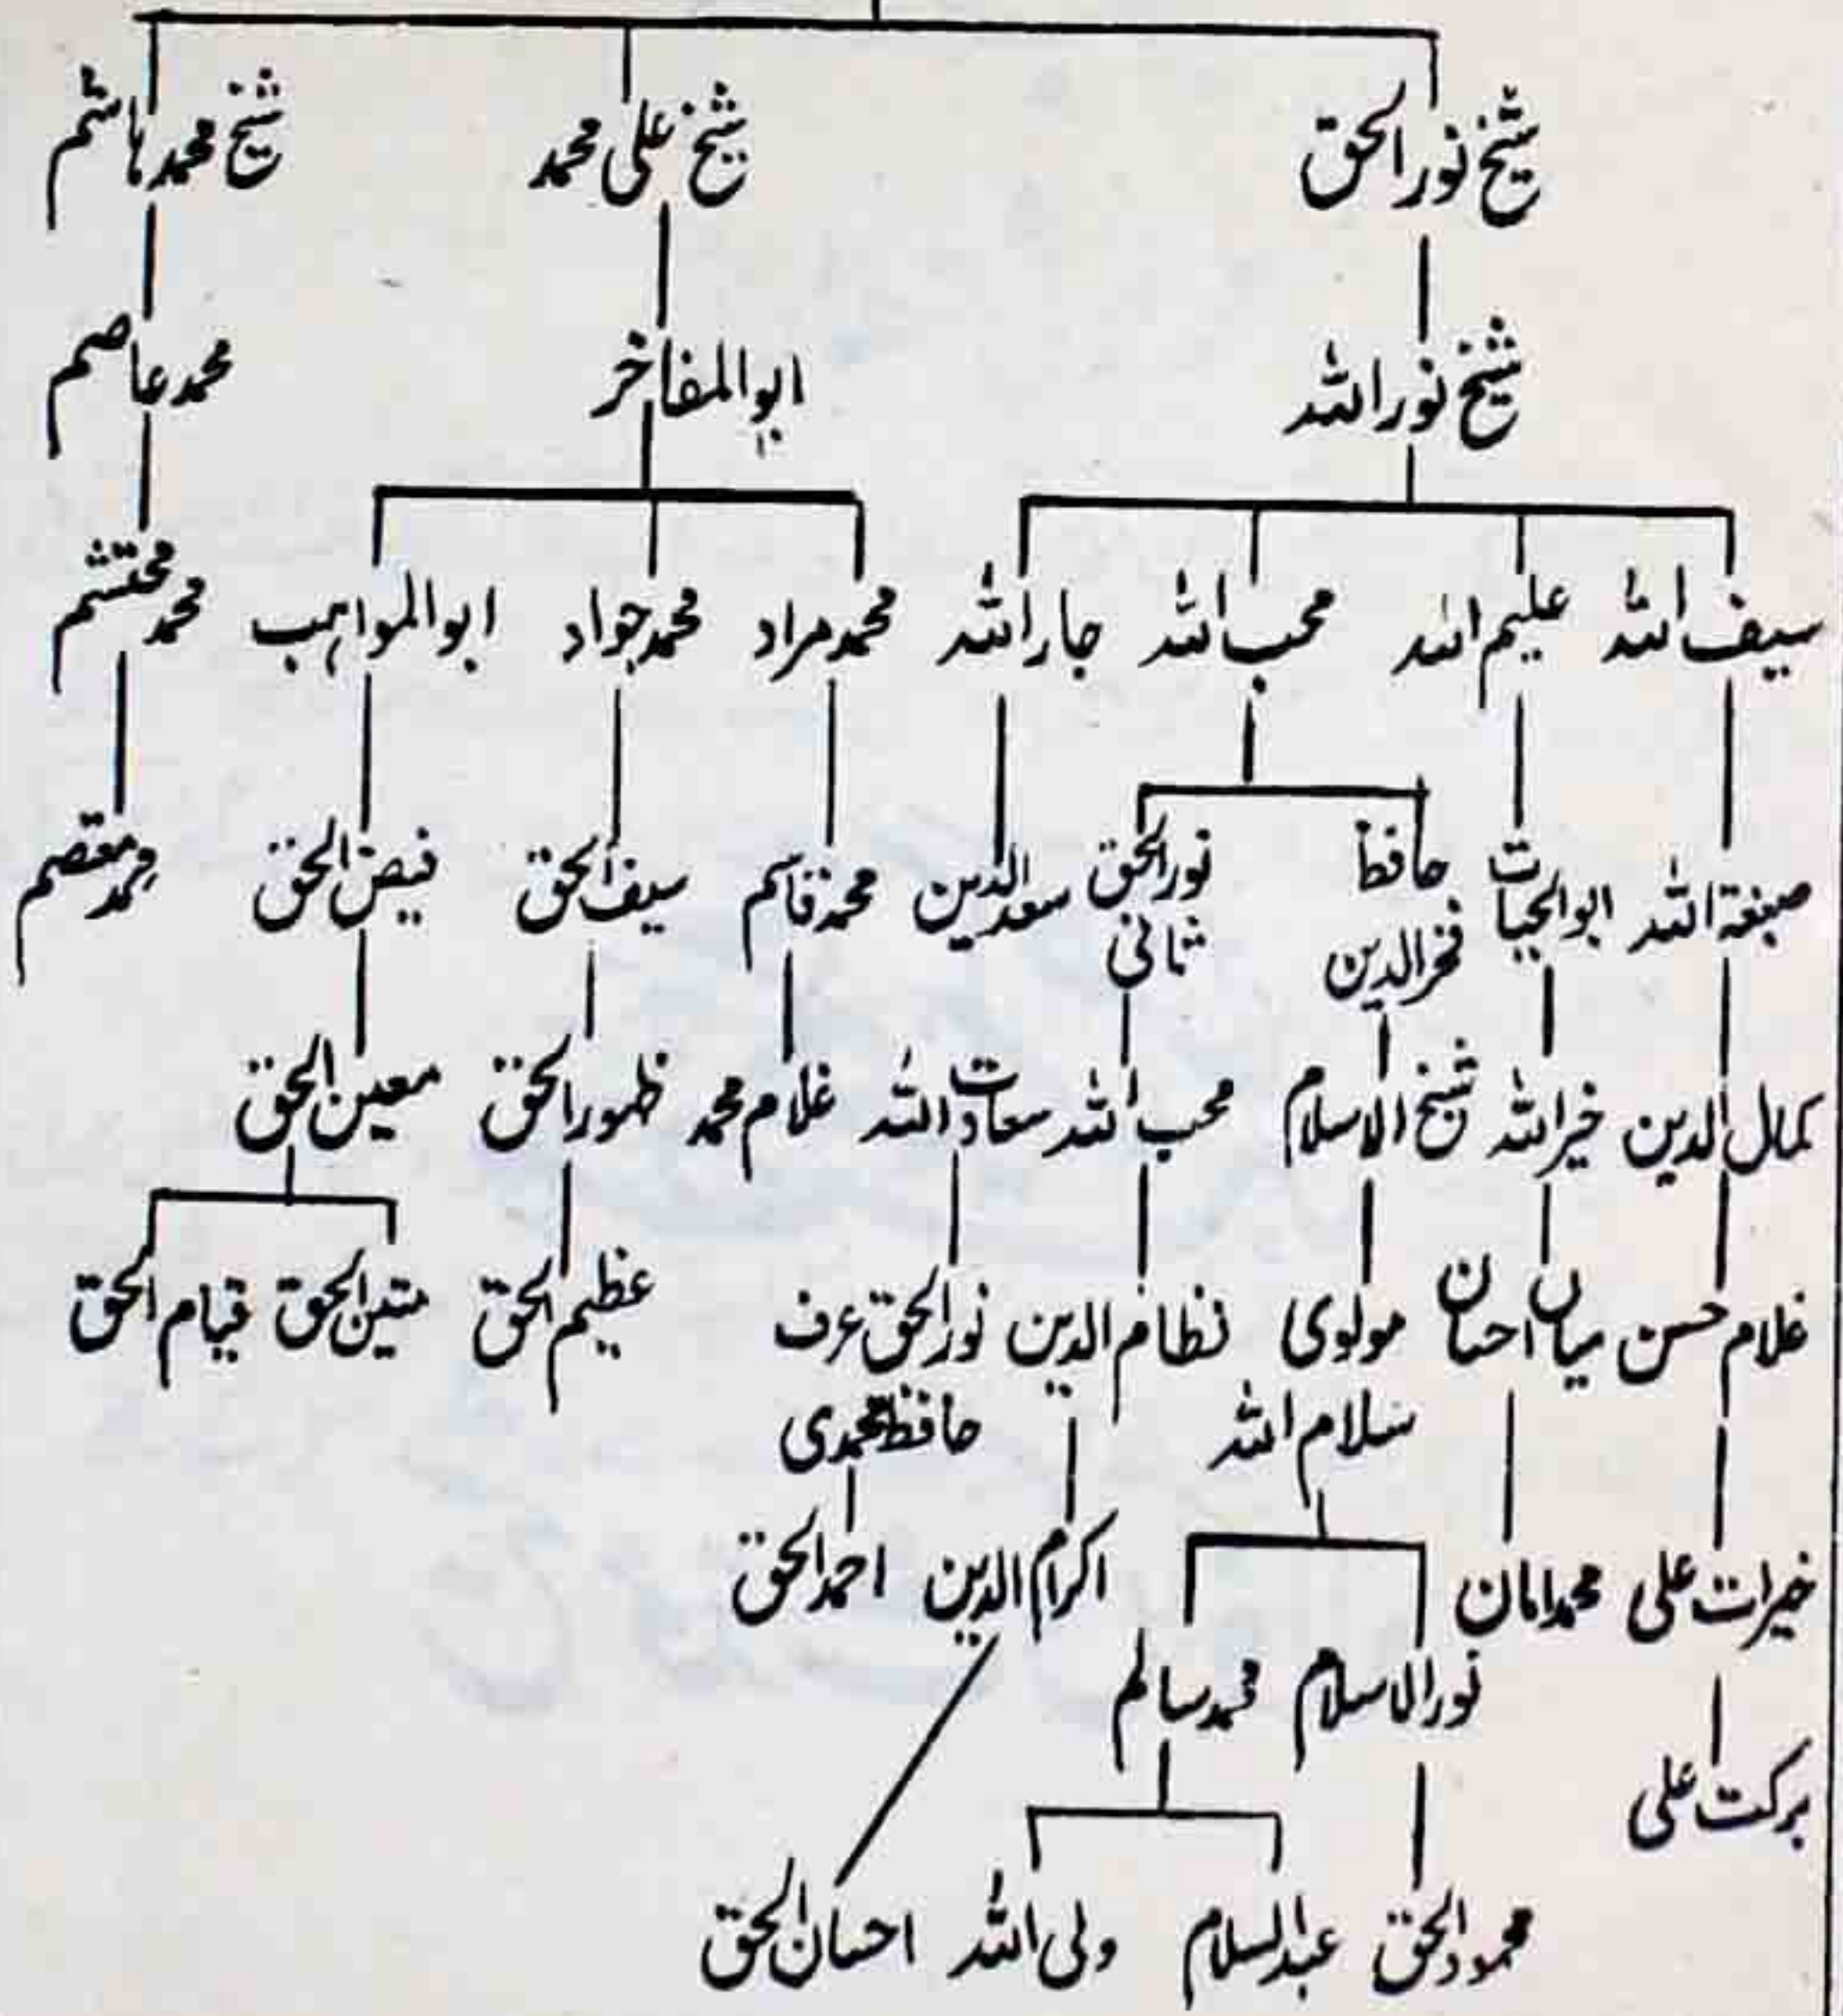 شیخ نورالحق شیخ علی محمد شیخ محمد ہاشم
شیخ نوراللہ ابوالمفاخر محمد عاصم
سیف اللہ علیم اللہ محب اللہ جاراللہ محمد مراد محمد جواد ابوالمواہب محمد محتشم
صبغۃ اللہ ابوالحیات حافظ نورالحق سعدالدین محمد قاسم سیف الحق فیض الحق محمد معتصم
فخرالدین ثانی
کمال الدین خیراللہ شیخ الاسلام محب اللہ سعادت اللہ غلام محمد ظہورالحق معین الحق
غلام حسن میاں احسان مولوی نظام الدین نورالحق عرف عظیم الحق متین الحق قیام الحق
سلام اللہ حافظ محمدی
خیرات علی محمد امان اکرام الدین احمدالحق
نورالاسلام محمد سالم
برکت علی
محمودالحق عبدالسلام ولی اللہ احسان الحق